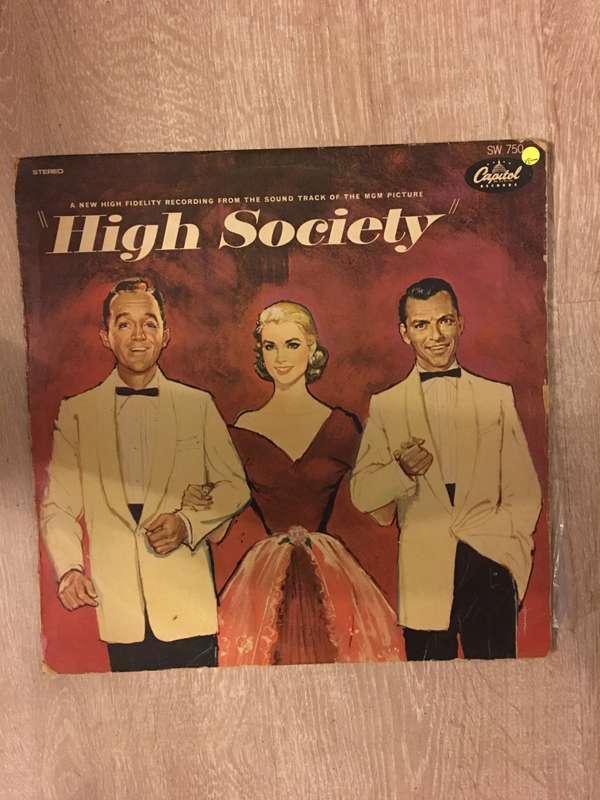 STEREO
SW 750
Capitol
RECORDS
A NEW HIGH FIDELITY RECORDING FROM THE SOUND TRACK OF THE MGM PICTURE
"High Society"